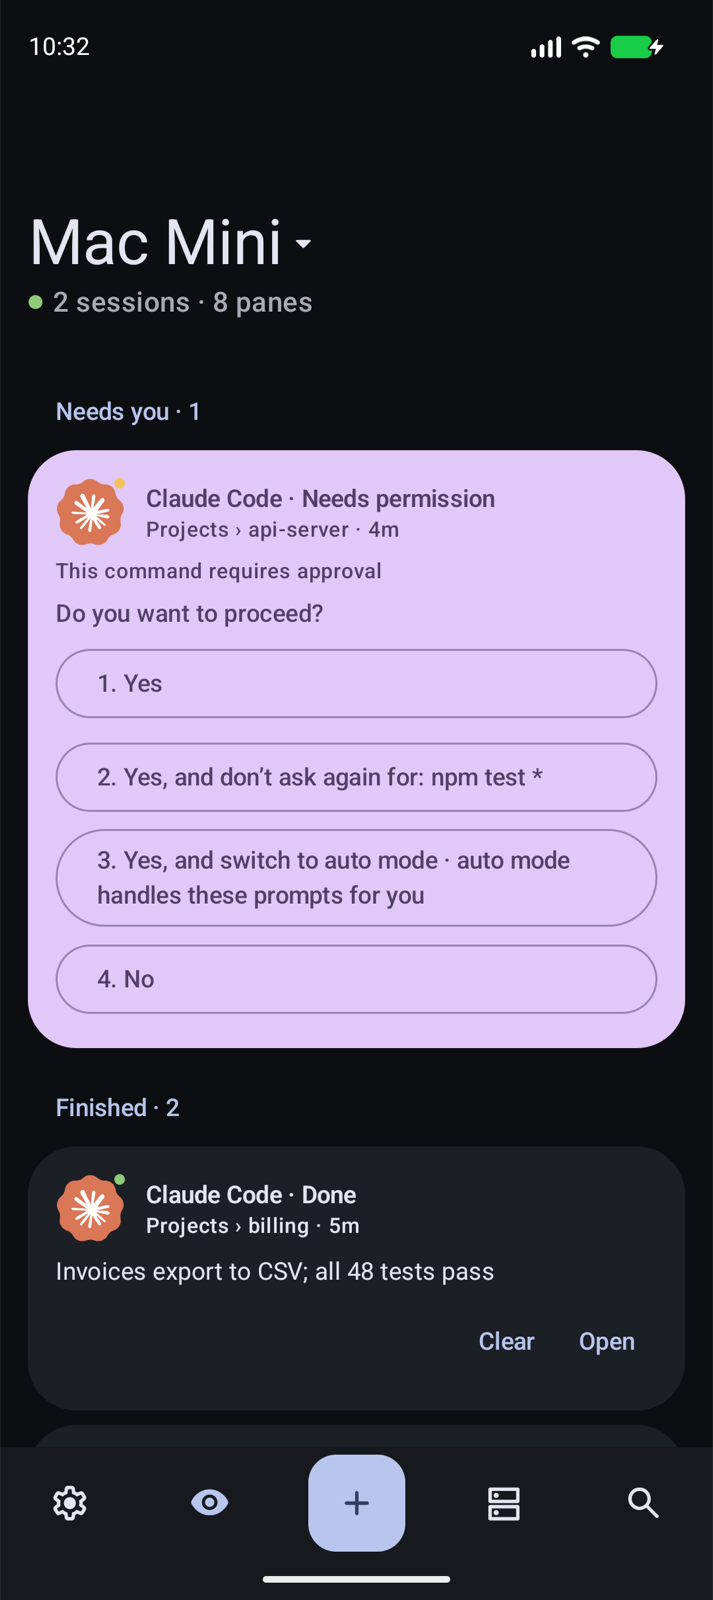 10:32
Mac Mini
2 sessions · 8 panes
Needs you · 1
Claude Code · Needs permission
Projects › api-server · 4m
This command requires approval
Do you want to proceed?
1. Yes
2. Yes, and don’t ask again for: npm test *
3. Yes, and switch to auto mode · auto mode
handles these prompts for you
4. No
Finished · 2
Claude Code · Done
Projects › billing · 5m
Invoices export to CSV; all 48 tests pass
Clear Open